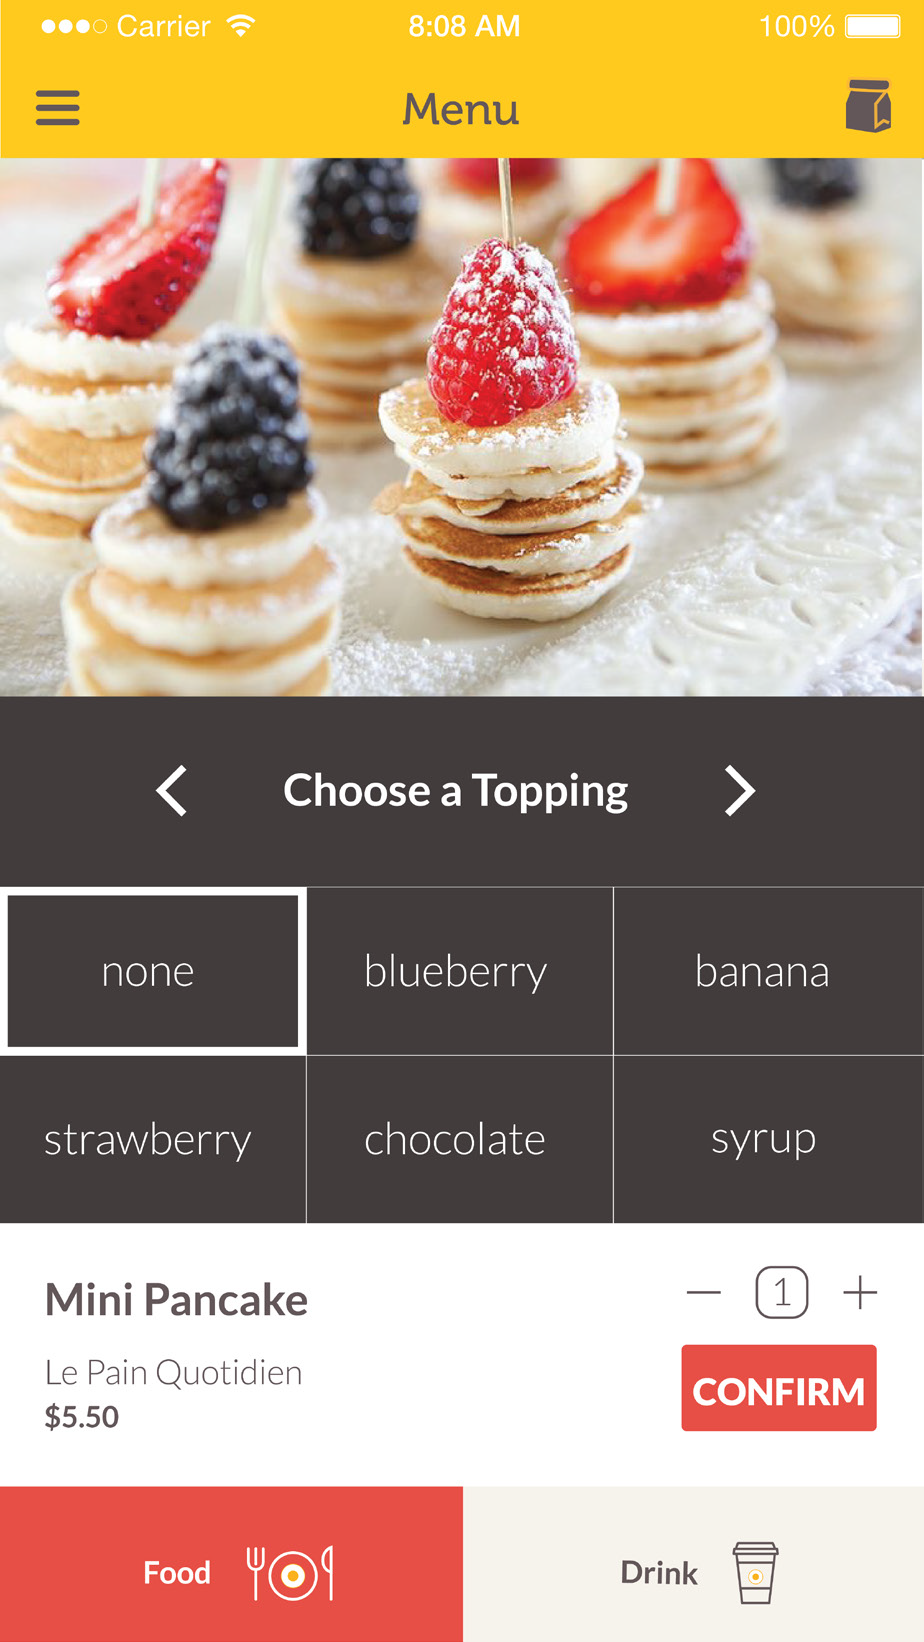 Carrier 8:08 AM 100%
Menu
Choose a Topping
none blueberry banana
strawberry chocolate syrup
Mini Pancake
1
Le Pain Quotidien
$5.50
CONFIRM
Food Drink